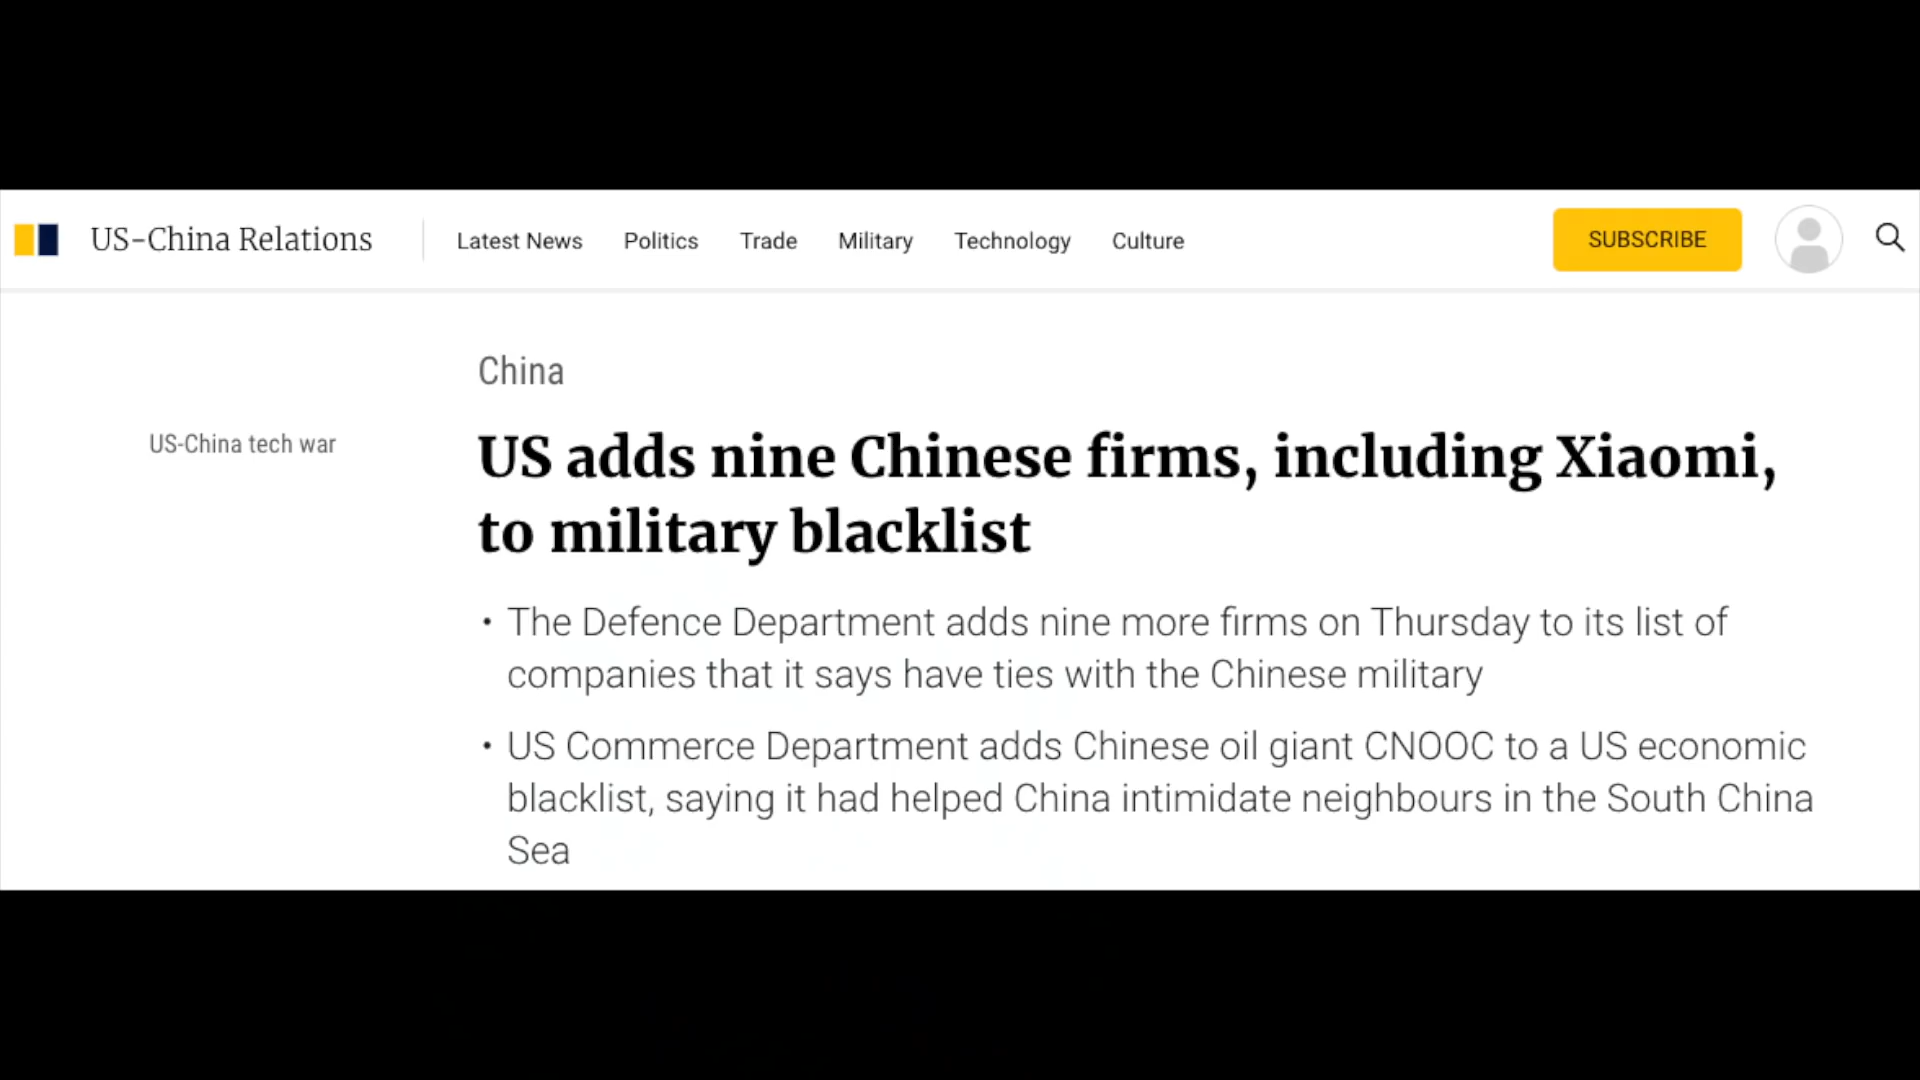 US-China Relations
Latest News Politics Trade Military Technology Culture
SUBSCRIBE
China
US-China tech war
US adds nine Chinese firms, including Xiaomi,
to military blacklist
• The Defence Department adds nine more firms on Thursday to its list of
companies that it says have ties with the Chinese military
• US Commerce Department adds Chinese oil giant CNOOC to a US economic
blacklist, saying it had helped China intimidate neighbours in the South China
Sea